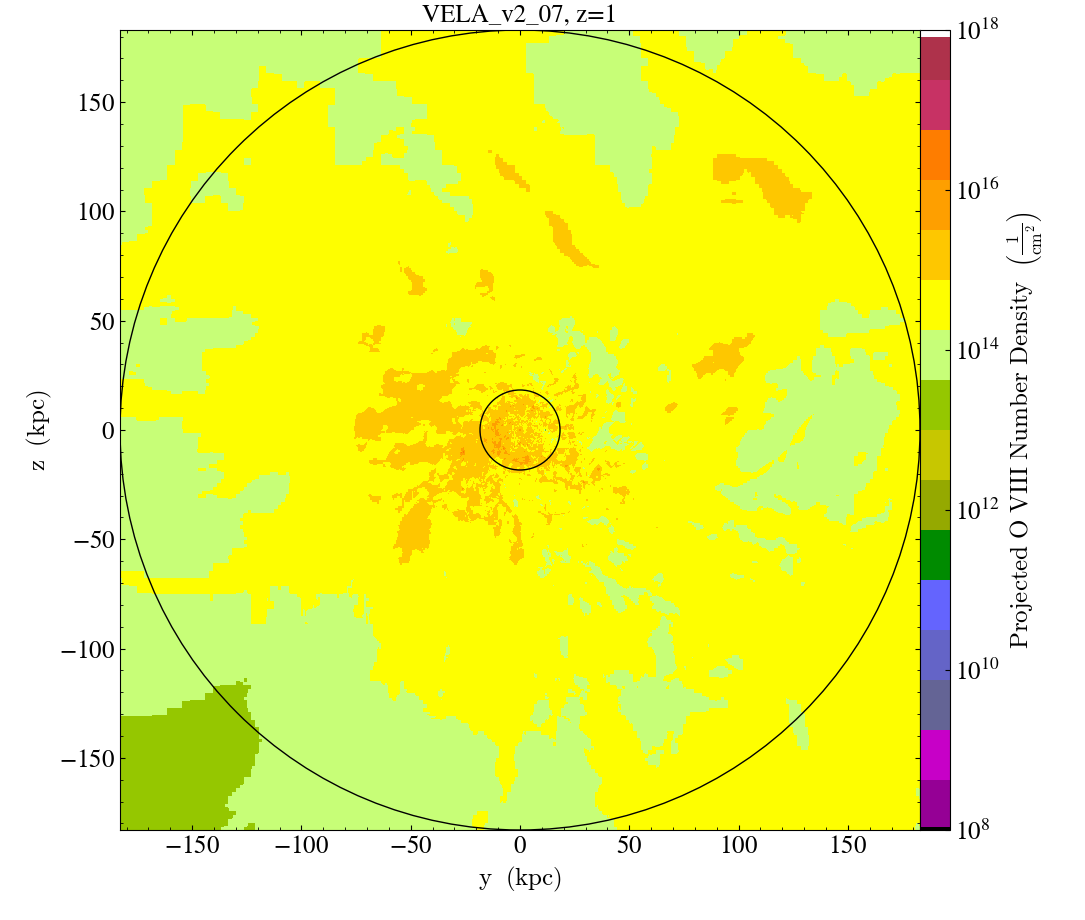 VELA_v2_07, z=1
10^18
150
10^16
100
50
10^14
0
10^12
−50
−100
10^10
−150
10^8
−150 −100 −50 0 50 100 150
y (kpc)
z (kpc)
Projected O VIII Number Density (1/cm^2)